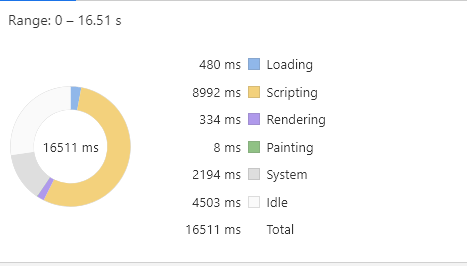 Range: 0 – 16.51 s
480 ms Loading
8992 ms Scripting
334 ms Rendering
16511 ms
8 ms Painting
2194 ms System
4503 ms Idle
16511 ms Total